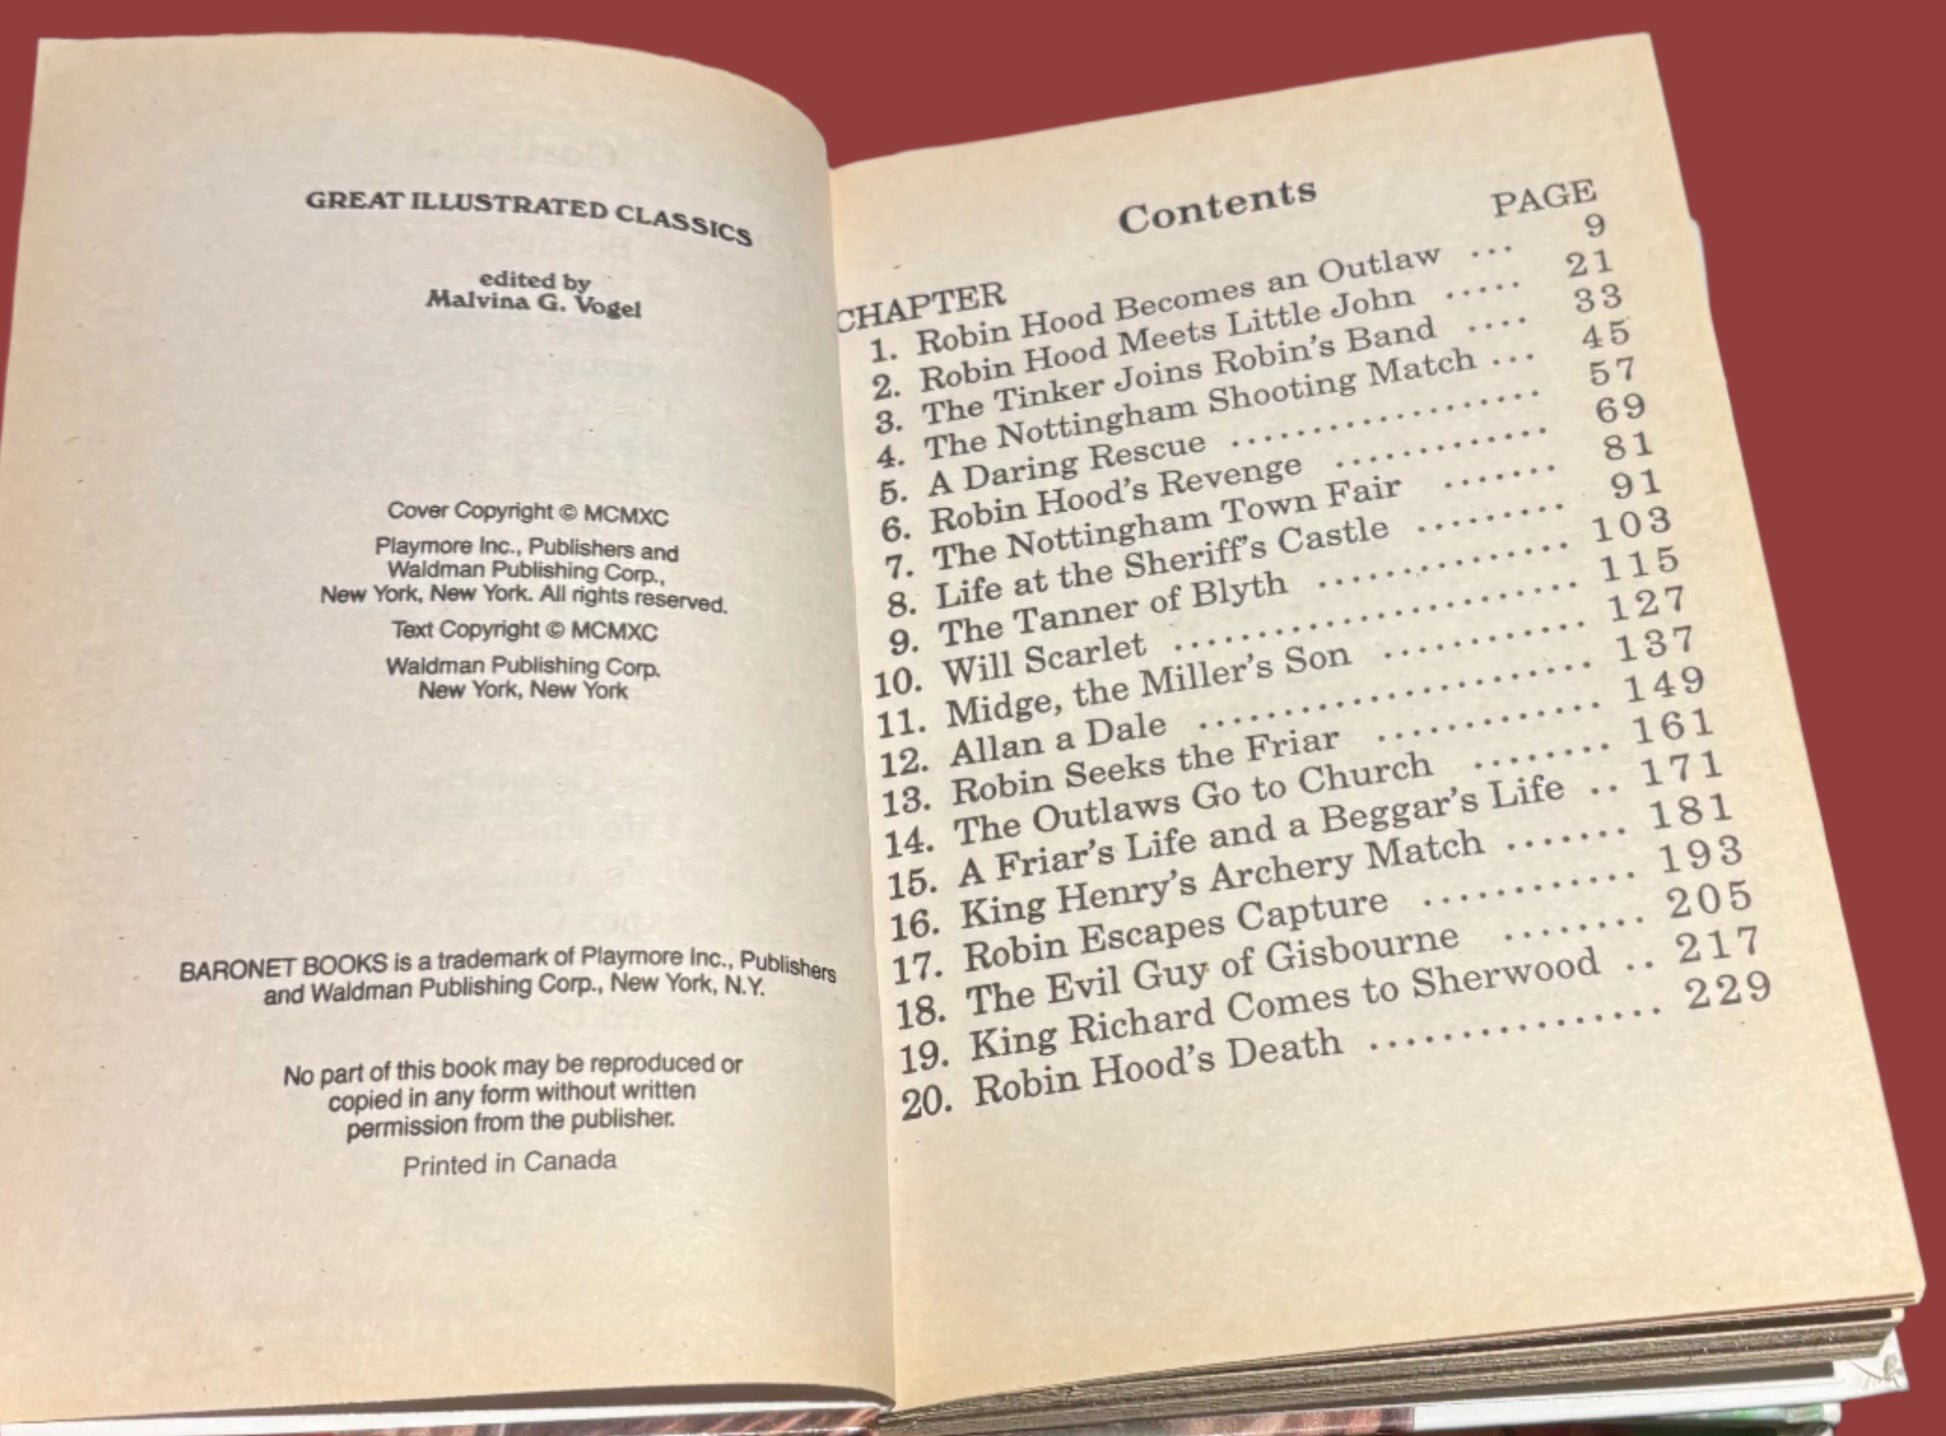 GREAT ILLUSTRATED CLASSICS
edited by
Malvina G. Vogel
Cover Copyright © MCMXC
Playmore Inc., Publishers and
Waldman Publishing Corp.,
New York, New York. All rights reserved.
Text Copyright © MCMXC
Waldman Publishing Corp.
New York, New York
BARONET BOOKS is a trademark of Playmore Inc., Publishers
and Waldman Publishing Corp., New York, N.Y.
No part of this book may be reproduced or
copied in any form without written
permission from the publisher.
Printed in Canada
Contents
CHAPTER PAGE
1. Robin Hood Becomes an Outlaw ... 9
2. Robin Hood Meets Little John ..... 21
3. The Tinker Joins Robin's Band .... 33
4. The Nottingham Shooting Match ... 45
5. A Daring Rescue ................... 57
6. Robin Hood's Revenge ............. 69
7. The Nottingham Town Fair ....... 81
8. Life at the Sheriff's Castle ......... 91
9. The Tanner of Blyth ............... 103
10. Will Scarlet ........................ 115
11. Midge, the Miller's Son ............ 127
12. Allan a Dale ....................... 137
13. Robin Seeks the Friar ............. 149
14. The Outlaws Go to Church ........ 161
15. A Friar's Life and a Beggar's Life .. 171
16. King Henry's Archery Match ....... 181
17. Robin Escapes Capture ............ 193
18. The Evil Guy of Gisbourne ........ 205
19. King Richard Comes to Sherwood .. 217
20. Robin Hood's Death ............... 229